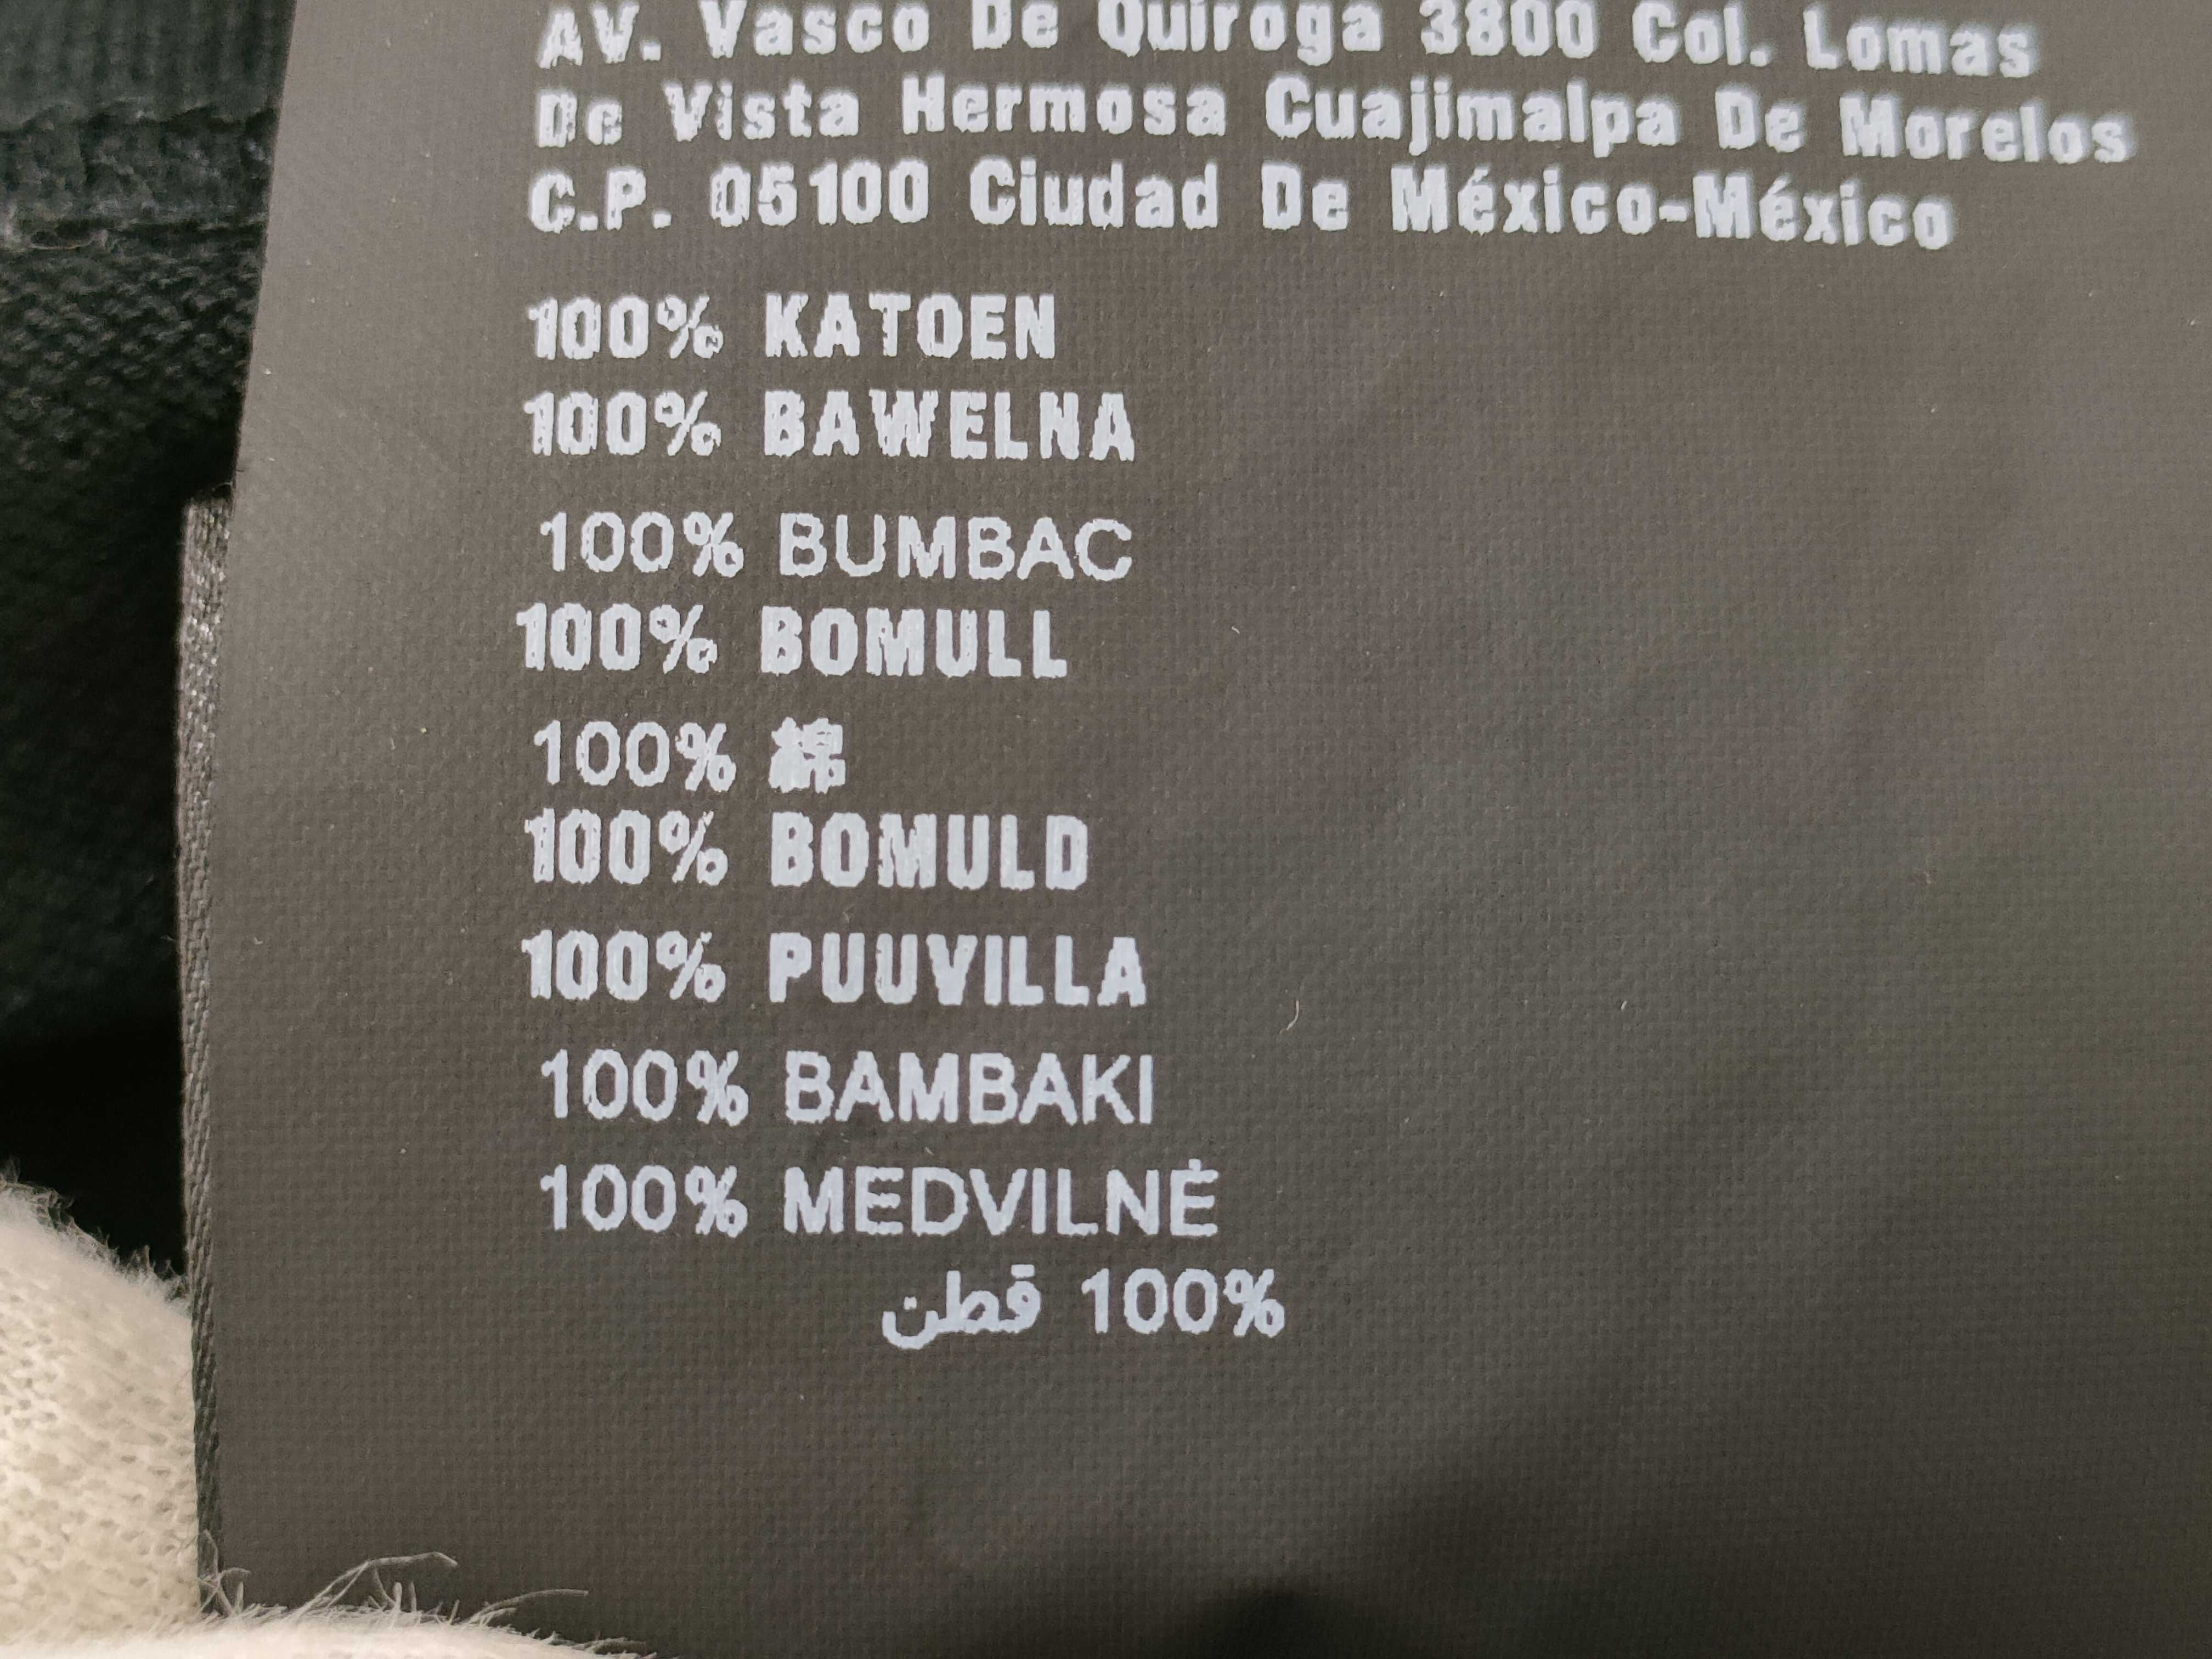 AV. Vasco De Quiroga 3800 Col. Lomas
De Vista Hermosa Cuajimalpa De Morelos
C.P. 05100 Ciudad De México-México
100% KATOEN
100% BAWELNA
100% BUMBAC
100% BOMULL
100% 綿
100% BOMULD
100% PUUVILLA
100% BAMBAKI
100% MEDVILNĖ
100% قطن